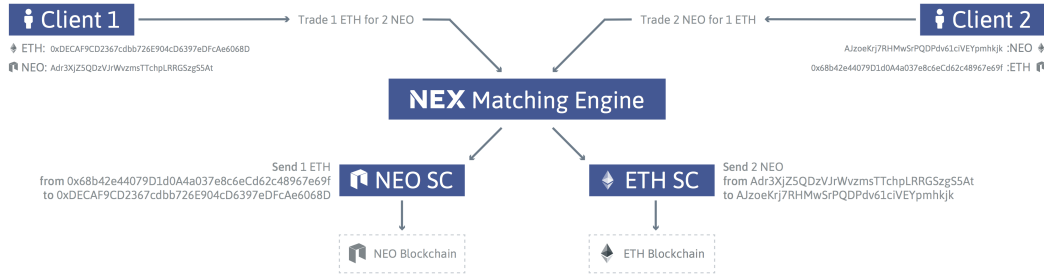 Client 1
Trade 1 ETH for 2 NEO
Trade 2 NEO for 1 ETH
Client 2
ETH: 0xDECAF9CD2367cdbb726E904cD6397eDFcAe6068D
NEO: Adr3XjZ5QDzVJrWvzmsTTchpLRRGSzgS5At
AJzoeKrj7RHMwSrPQDPdv61ciVEYpmhkjk :NEO
0x68b42e44079D1d0A4a037e8c6eCd62c48967e69f :ETH
NEX Matching Engine
Send 1 ETH
from 0x68b42e44079D1d0A4a037e8c6eCd62c48967e69f
to 0xDECAF9CD2367cdbb726E904cD6397eDFcAe6068D
NEO SC
ETH SC
Send 2 NEO
from Adr3XjZ5QDzVJrWvzmsTTchpLRRGSzgS5At
to AJzoeKrj7RHMwSrPQDPdv61ciVEYpmhkjk
NEO Blockchain
ETH Blockchain